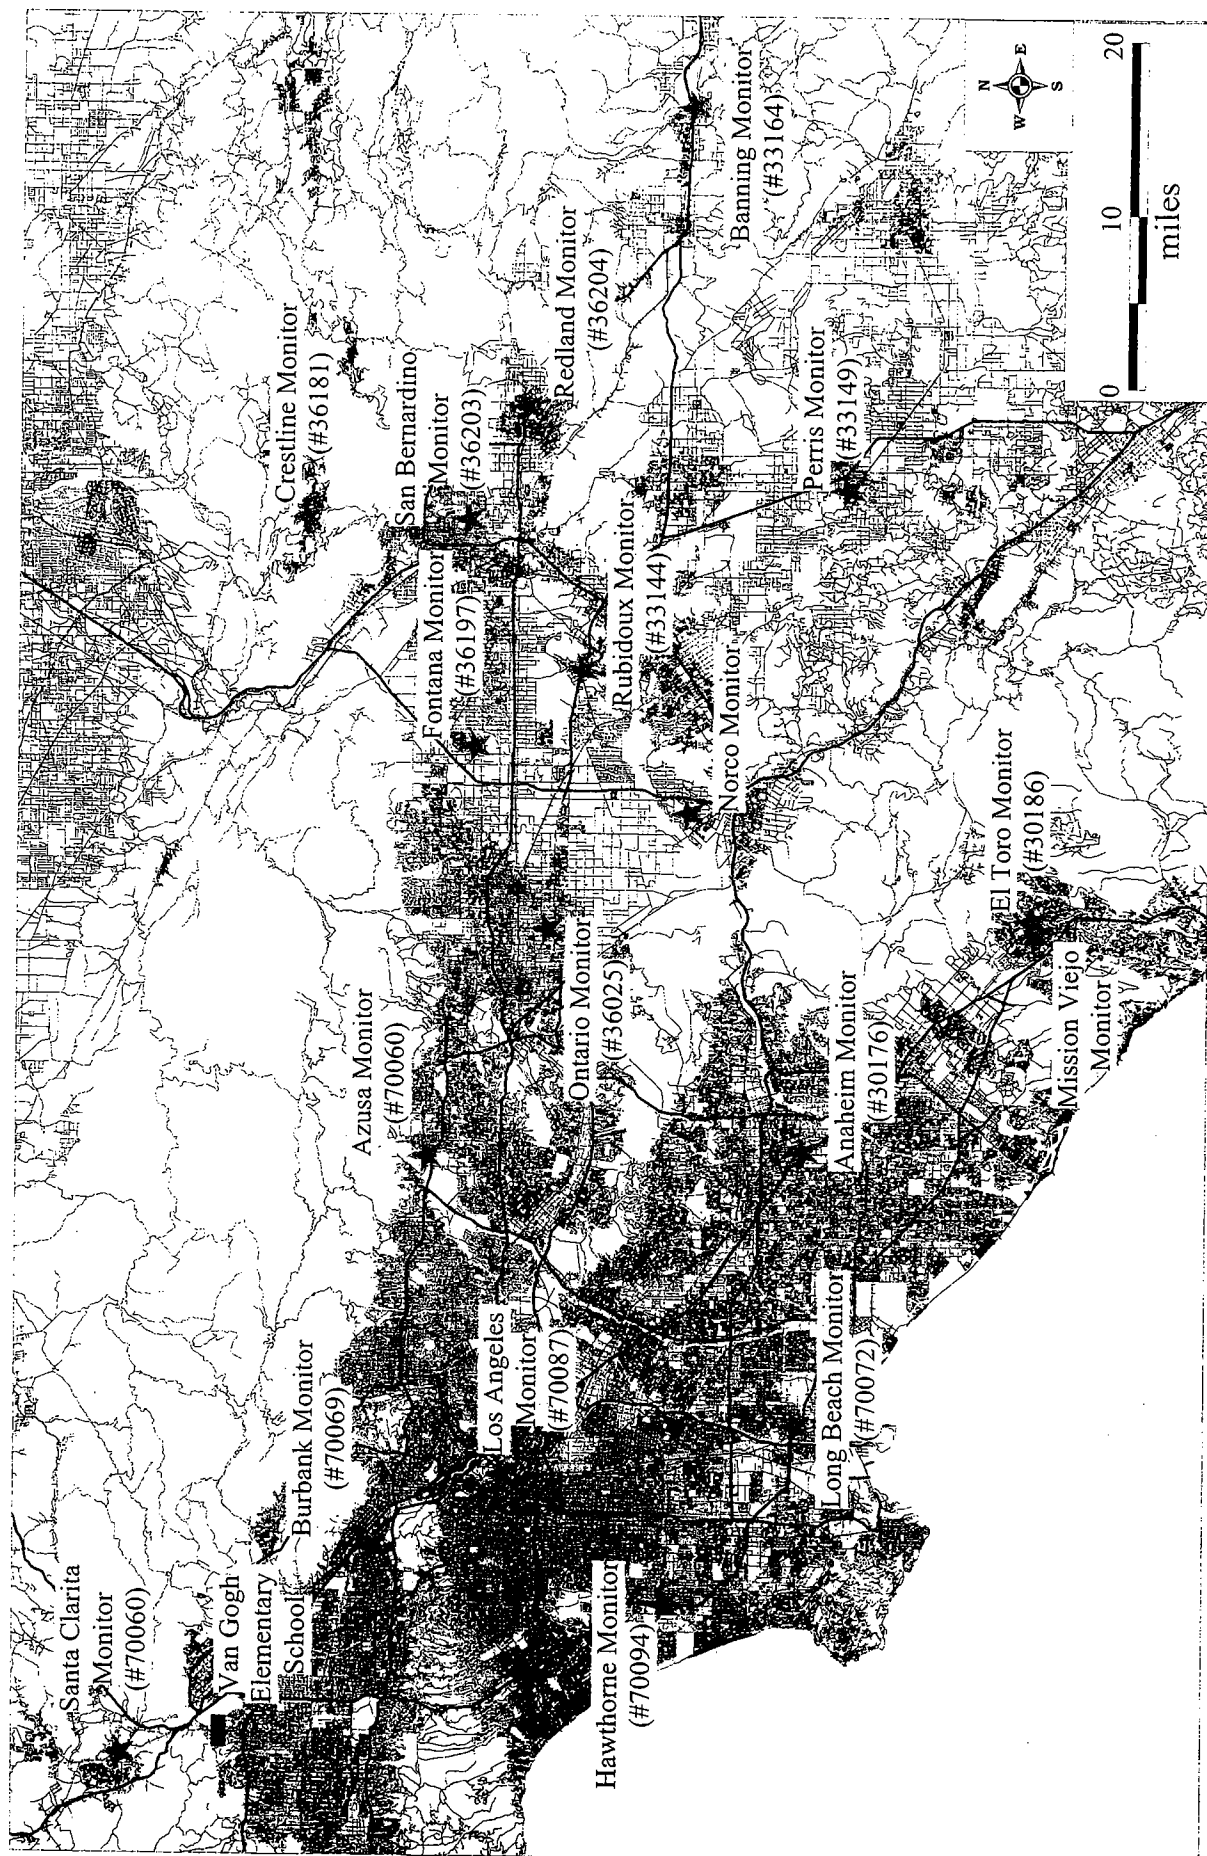 Santa Clarita
Monitor
(#70060)
Van Gogh
Elementary
School
Burbank Monitor
(#70069)
Los Angeles
Monitor
(#70087)
Hawthorne Monitor
(#70094)
Long Beach Monitor
(#70072)
Azusa Monitor
(#70060)
Ontario Monitor
(#36025)
Anaheim Monitor
(#30176)
Mission Viejo
Monitor
El Toro Monitor
(#30186)
Norco Monitor
Fontana Monitor
(#36197)
Rubidoux Monitor
(#33144)
Crestline Monitor
(#36181)
San Bernardino
Monitor
(#36203)
Redland Monitor
(#36204)
Perris Monitor
(#33149)
Banning Monitor
(#33164)
N
W
E
S
0
10
20
miles